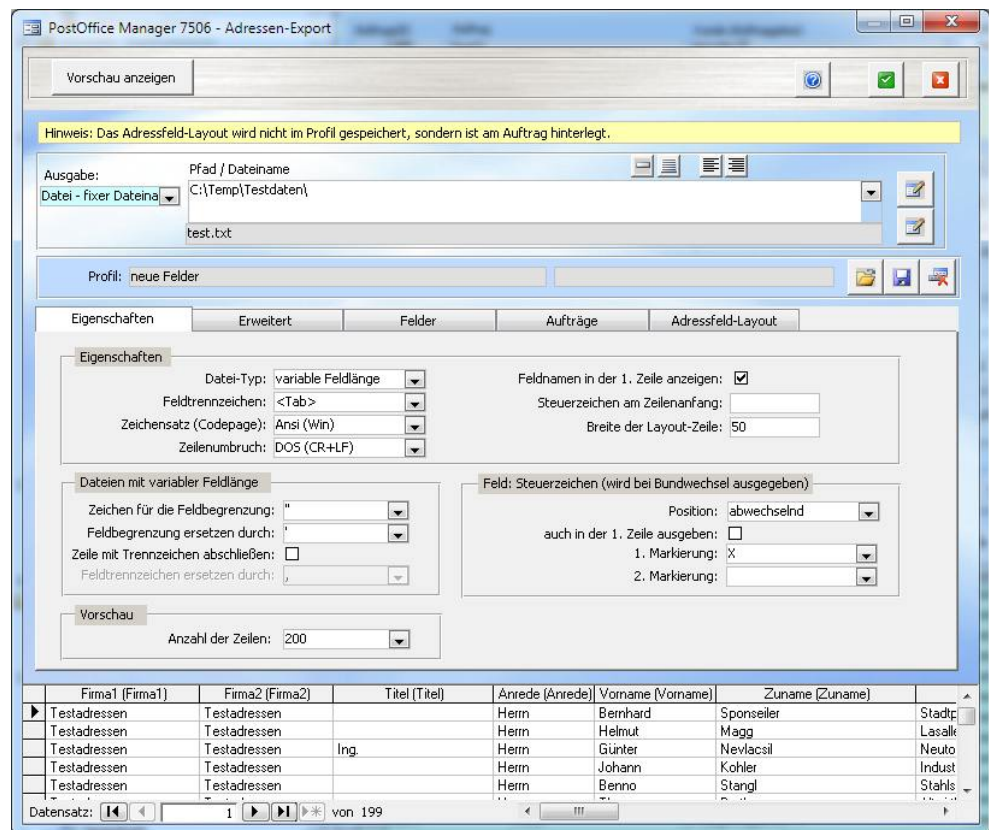 PostOffice Manager 7506 - Adressen-Export
Vorschau anzeigen
Hinweis: Das Adressfeld-Layout wird nicht im Profil gespeichert, sondern ist am Auftrag hinterlegt.
Ausgabe:
Pfad / Dateiname
Datei - fixer Dateina
C:\Temp\Testdaten\
test.txt
Profil: neue Felder
Eigenschaften Erweitert Felder Aufträge Adressfeld-Layout
Eigenschaften
Datei-Typ: variable Feldlänge
Feldtrennzeichen: <Tab>
Zeichensatz (Codepage): Ansi (Win)
Zeilenumbruch: DOS (CR+LF)
Feldnamen in der 1. Zeile anzeigen:
Steuerzeichen am Zeilenanfang:
Breite der Layout-Zeile: 50
Dateien mit variabler Feldlänge
Zeichen für die Feldbegrenzung: "
Feldbegrenzung ersetzen durch: '
Zeile mit Trennzeichen abschließen:
Feldtrennzeichen ersetzen durch: ,
Feld: Steuerzeichen (wird bei Bundwechsel ausgegeben)
Position: abwechselnd
auch in der 1. Zeile ausgeben:
1. Markierung: X
2. Markierung:
Vorschau
Anzahl der Zeilen: 200
Firma1 (Firma1) Firma2 (Firma2) Titel (Titel) Anrede (Anrede) Vorname (Vorname) Zuname (Zuname)
Testadressen Testadressen Herrn Bernhard Sponseiler Stadtp
Testadressen Testadressen Herrn Helmut Magg Lasalle
Testadressen Testadressen Ing. Herrn Günter Nevlacsil Neuto
Testadressen Testadressen Herrn Johann Kohler Indust
Testadressen Testadressen Herrn Benno Stangl Stahls
Datensatz: 1 von 199